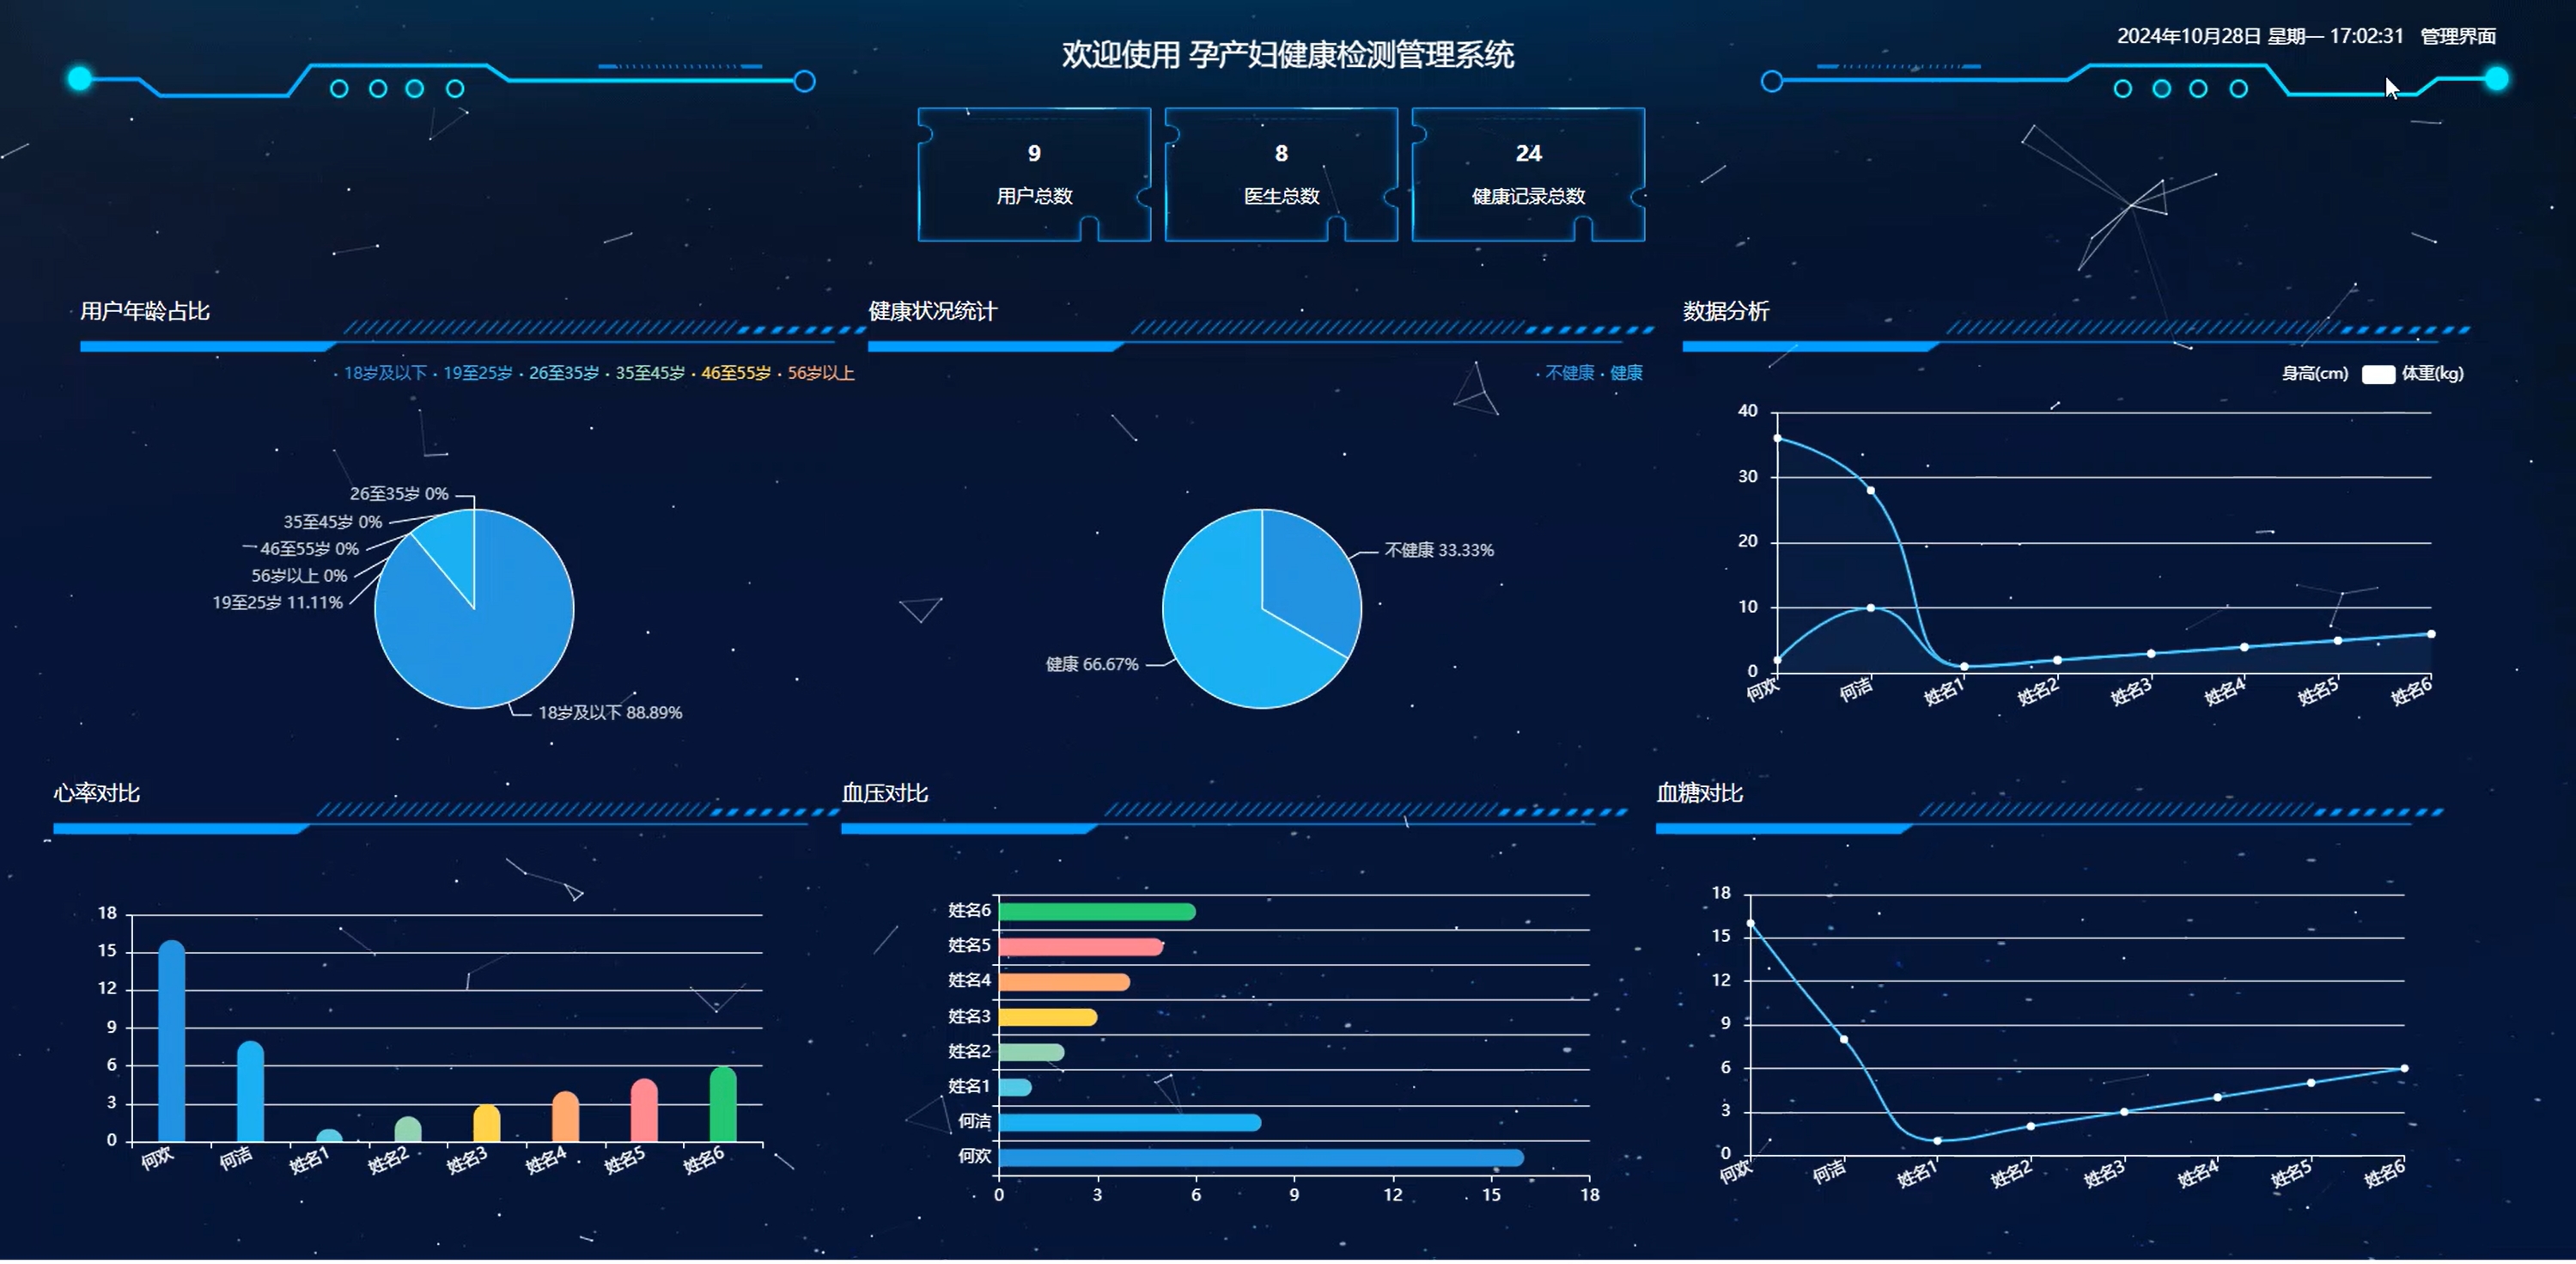 2024年10月28日 星期一 17:02:31 管理界面
欢迎使用 孕产妇健康检测管理系统
9
用户总数
8
医生总数
24
健康记录总数
用户年龄占比
18岁及以下
19至25岁
26至35岁
35至45岁
46至55岁
56岁以上
26至35岁 0%
35至45岁 0%
46至55岁 0%
56岁以上 0%
19至25岁 11.11%
18岁及以下 88.89%
健康状况统计
不健康
健康
不健康 33.33%
健康 66.67%
数据分析
身高(cm)
体重(kg)
40
30
20
10
0
何欢
何洁
姓名1
姓名2
姓名3
姓名4
姓名5
姓名6
心率对比
18
15
12
9
6
3
0
何欢
何洁
姓名1
姓名2
姓名3
姓名4
姓名5
姓名6
血压对比
姓名6
姓名5
姓名4
姓名3
姓名2
姓名1
何洁
何欢
0
3
6
9
12
15
18
血糖对比
18
15
12
9
6
3
0
何欢
何洁
姓名1
姓名2
姓名3
姓名4
姓名5
姓名6